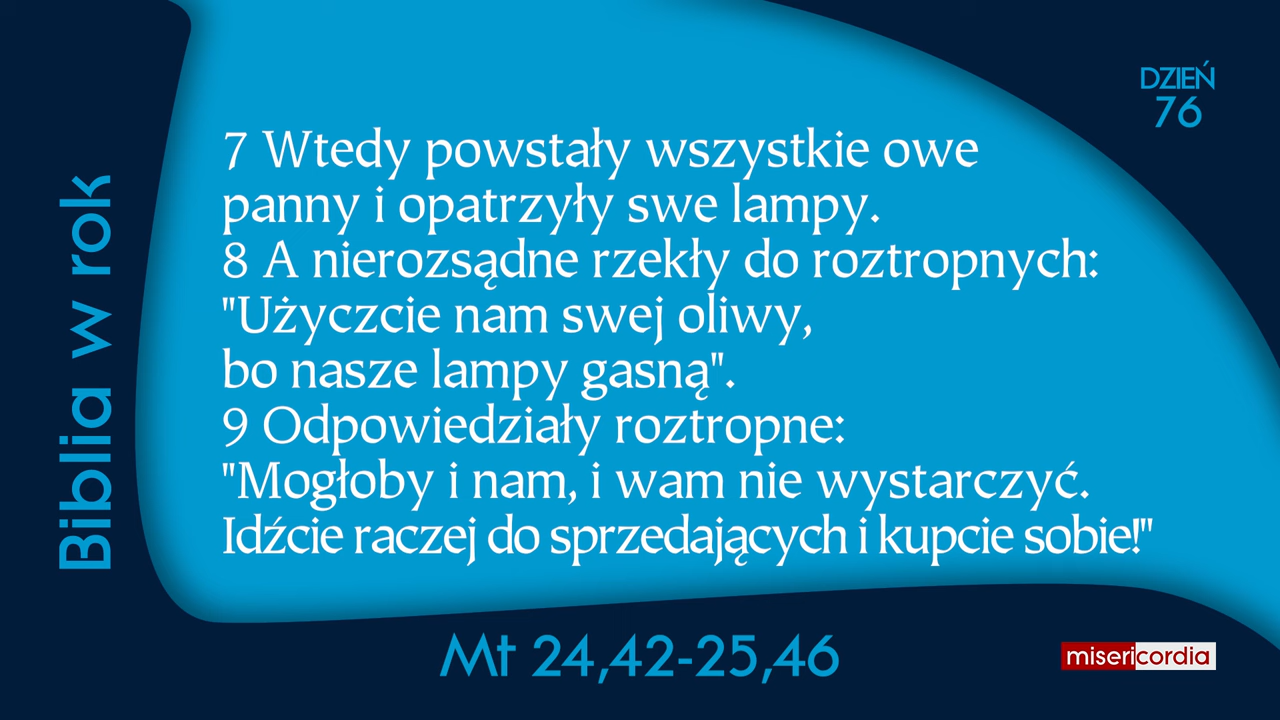 DZIEŃ
76
Biblia w rok
7 Wtedy powstały wszystkie owe
panny i opatrzyły swe lampy.
8 A nierozsądne rzekły do roztropnych:
"Użyczcie nam swej oliwy,
bo nasze lampy gasną".
9 Odpowiedziały roztropne:
"Mogłoby i nam, i wam nie wystarczyć.
Idźcie raczej do sprzedających i kupcie sobie!"
Mt 24,42-25,46
misericordia